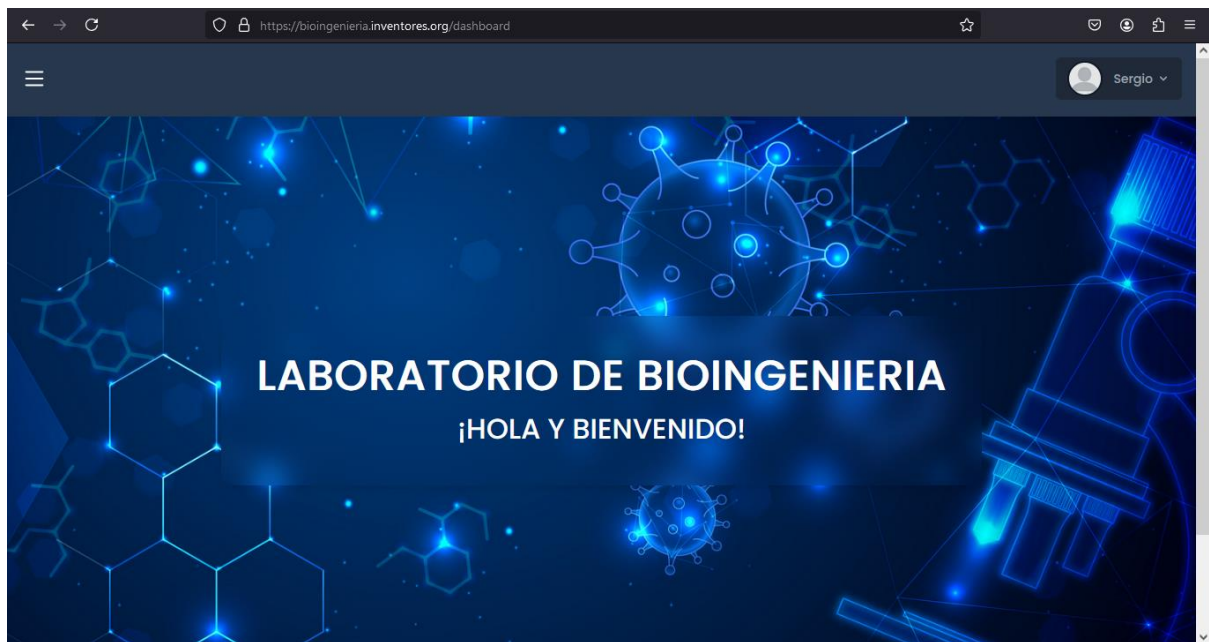 https://bioingenieria.inventores.org/dashboard
Sergio
LABORATORIO DE BIOINGENIERIA
¡HOLA Y BIENVENIDO!